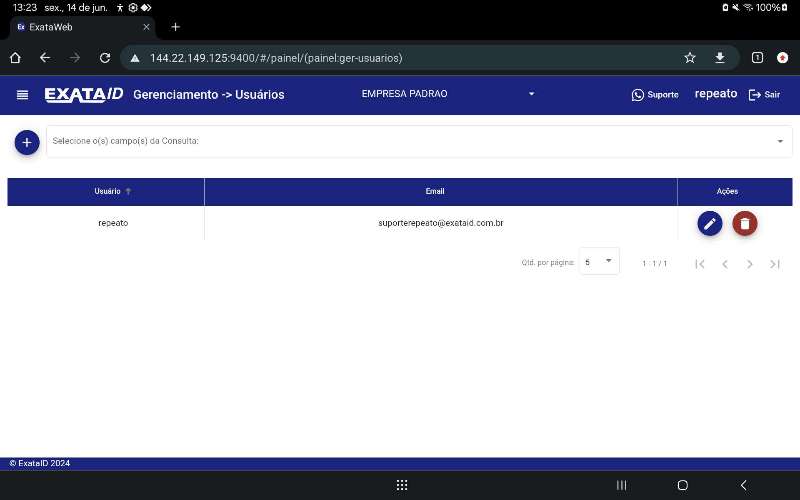 13:23 sex., 14 de jun. 100%
Ex ExataWeb
144.22.149.125:9400/#/painel/(painel:ger-usuarios) 1
EXATAID Gerenciamento -> Usuários EMPRESA PADRAO Suporte repeato Sair
Selecione o(s) campo(s) da Consulta:
Usuário Email Ações
repeato suporterepeato@exataid.com.br
Qtd. por página: 5 1 - 1 / 1
© ExataID 2024